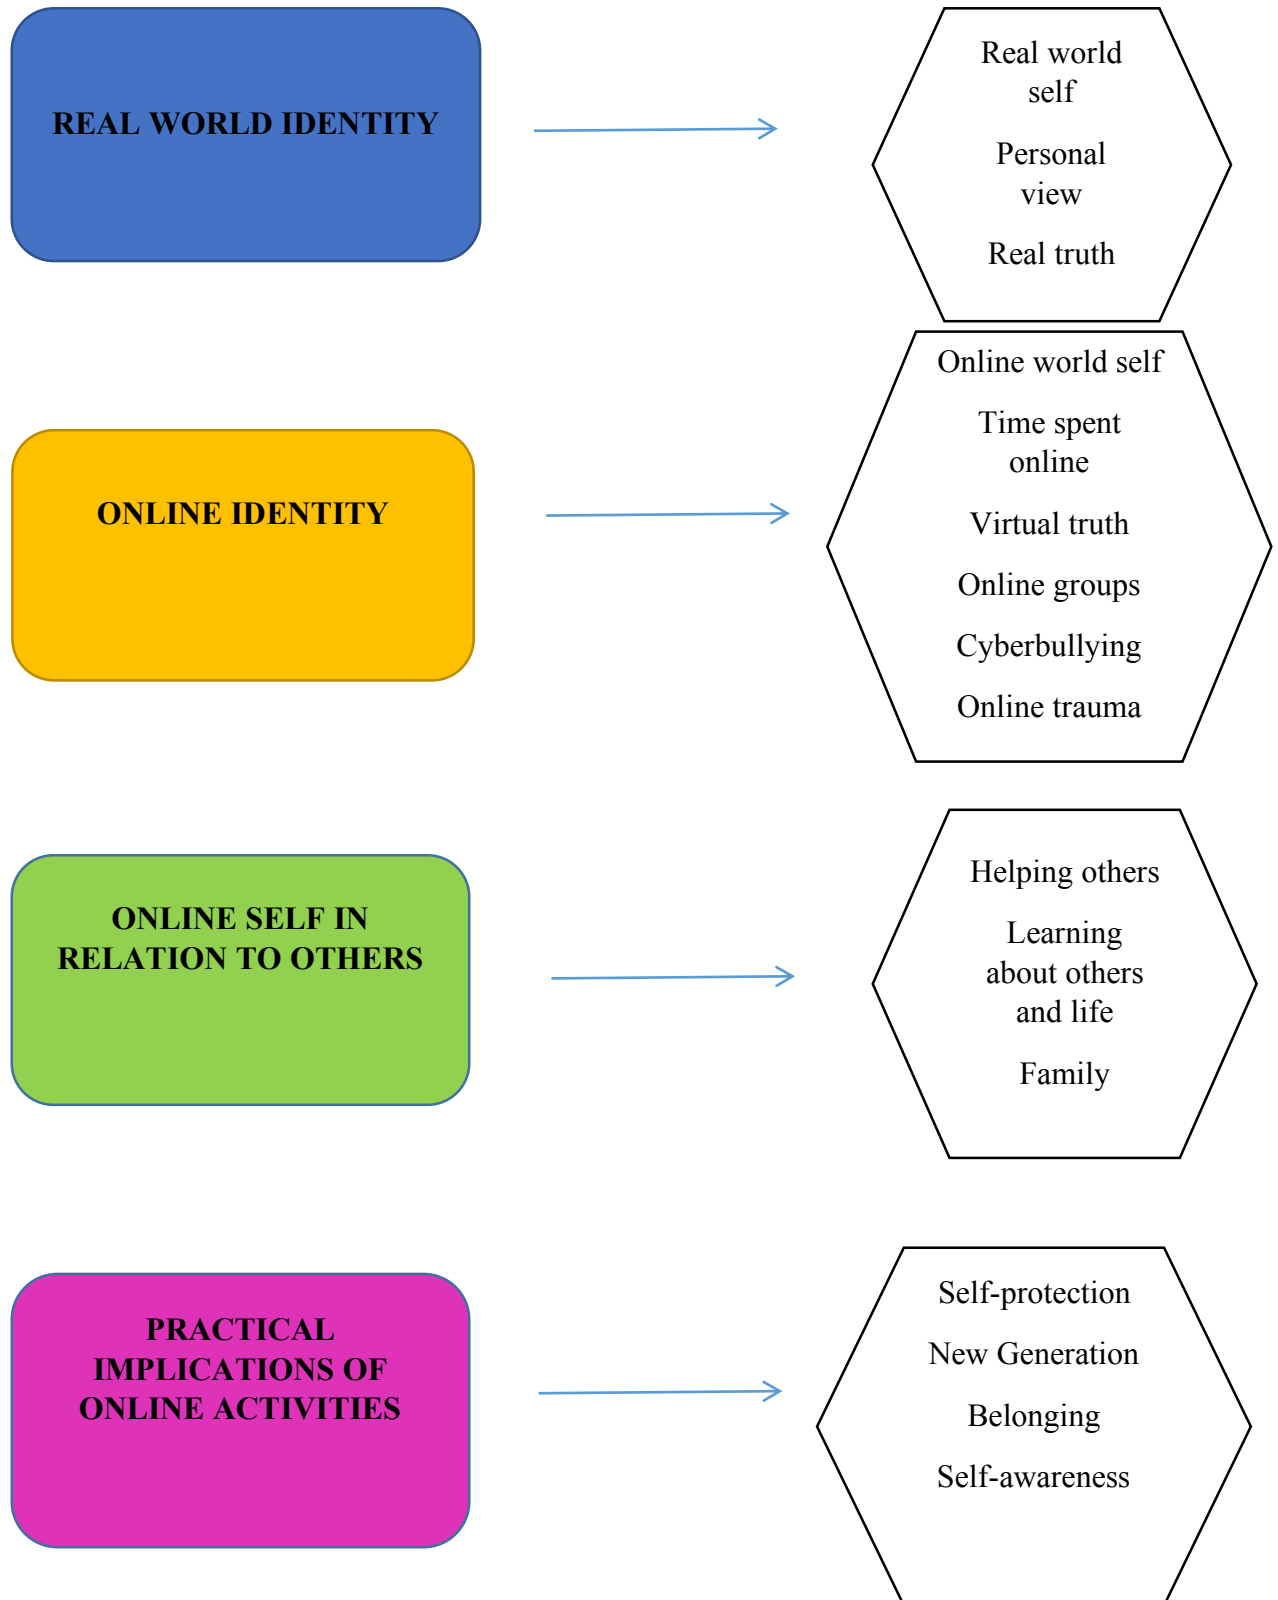 REAL WORLD IDENTITY
Real world
self
Personal
view
Real truth
ONLINE IDENTITY
Online world self
Time spent
online
Virtual truth
Online groups
Cyberbullying
Online trauma
ONLINE SELF IN
RELATION TO OTHERS
Helping others
Learning
about others
and life
Family
PRACTICAL
IMPLICATIONS OF
ONLINE ACTIVITIES
Self-protection
New Generation
Belonging
Self-awareness